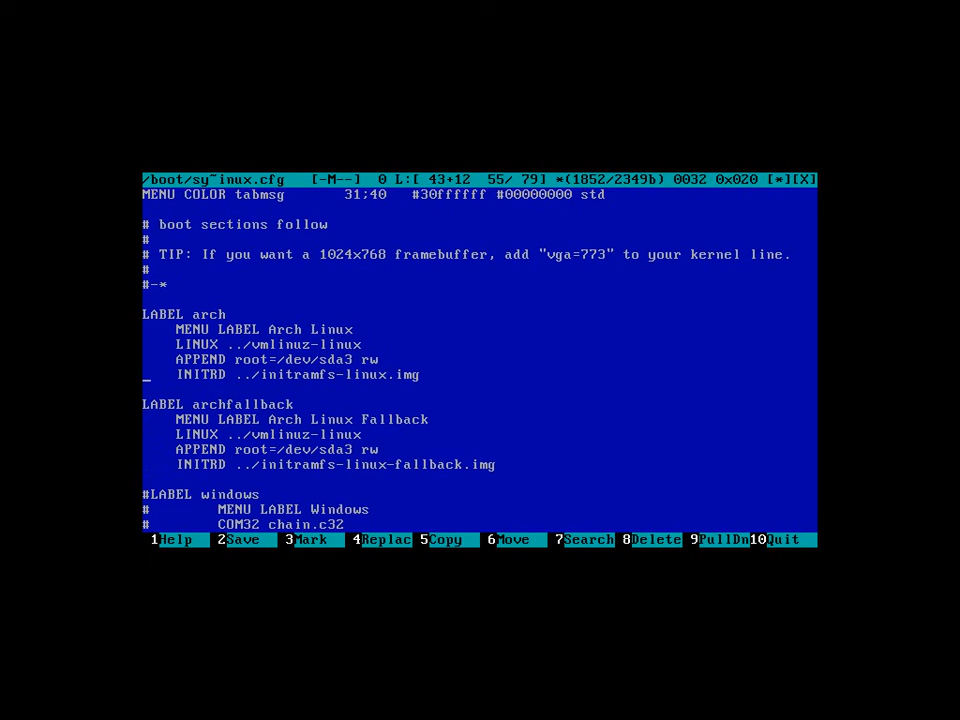 /boot/sy~inux.cfg   [-M--]  0 L:[ 43+12  55/ 79] *(1852/2349b) 0032 0x020 [*][X]
MENU COLOR tabmsg       31;40   #30ffffff #00000000 std
# boot sections follow
#
# TIP: If you want a 1024x768 framebuffer, add "vga=773" to your kernel line.
#
#-*
LABEL arch
    MENU LABEL Arch Linux
    LINUX ../vmlinuz-linux
    APPEND root=/dev/sda3 rw
    INITRD ../initramfs-linux.img
LABEL archfallback
    MENU LABEL Arch Linux Fallback
    LINUX ../vmlinuz-linux
    APPEND root=/dev/sda3 rw
    INITRD ../initramfs-linux-fallback.img
#LABEL windows
#        MENU LABEL Windows
#        COM32 chain.c32
1Help   2Save   3Mark   4Replac 5Copy   6Move   7Search 8Delete 9PullDn10Quit